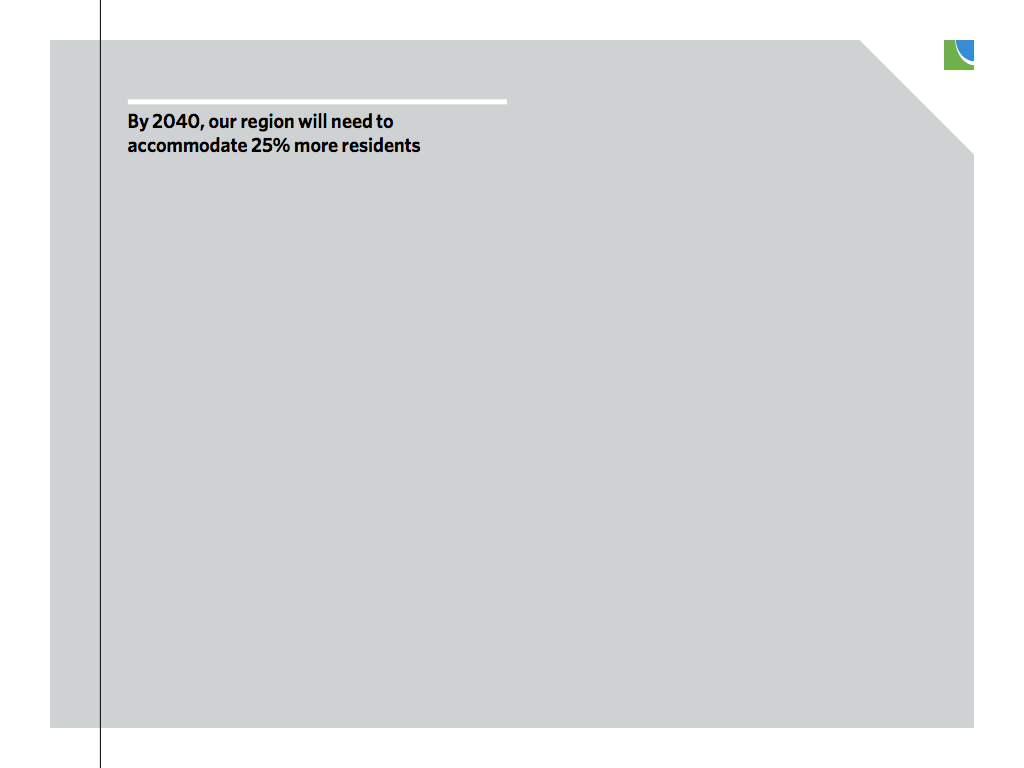 By 2040, our region will need to
accommodate 25% more residents